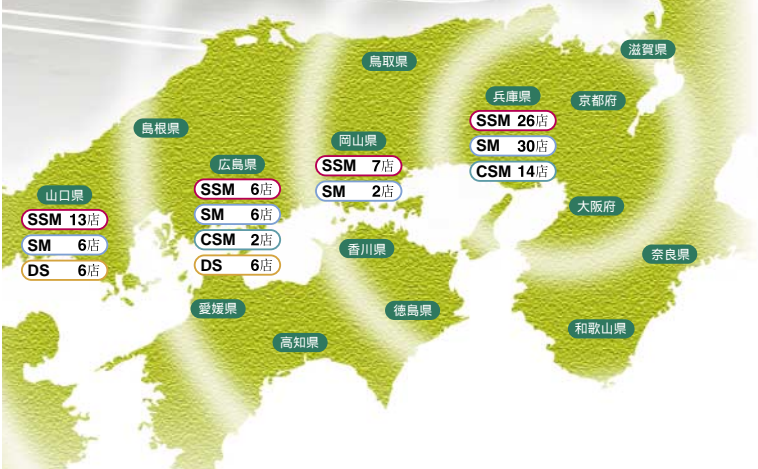 滋賀県
鳥取県
兵庫県
京都府
SSM 26店
SM 30店
CSM 14店
島根県
岡山県
SSM 7店
SM 2店
広島県
SSM 6店
SM 6店
CSM 2店
DS 6店
山口県
SSM 13店
SM 6店
DS 6店
大阪府
香川県
奈良県
愛媛県
徳島県
高知県
和歌山県